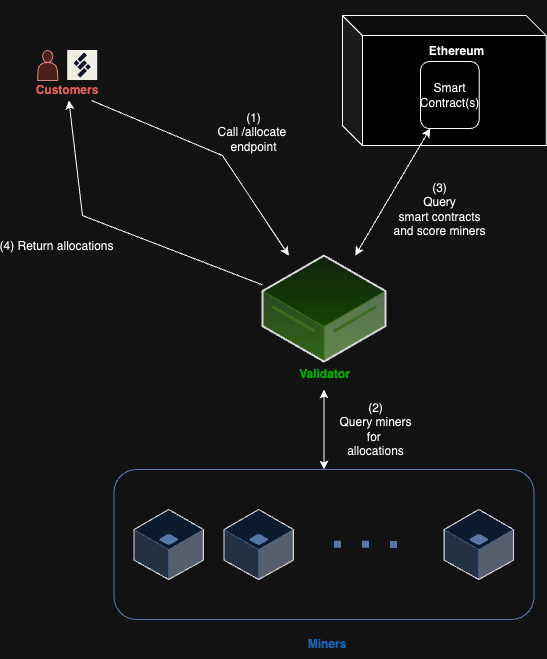 Ethereum
Smart
Contract(s)
Customers
(1)
Call /allocate
endpoint
(3)
Query
smart contracts
and score miners
(4) Return allocations
Validator
(2)
Query miners
for
allocations
Miners